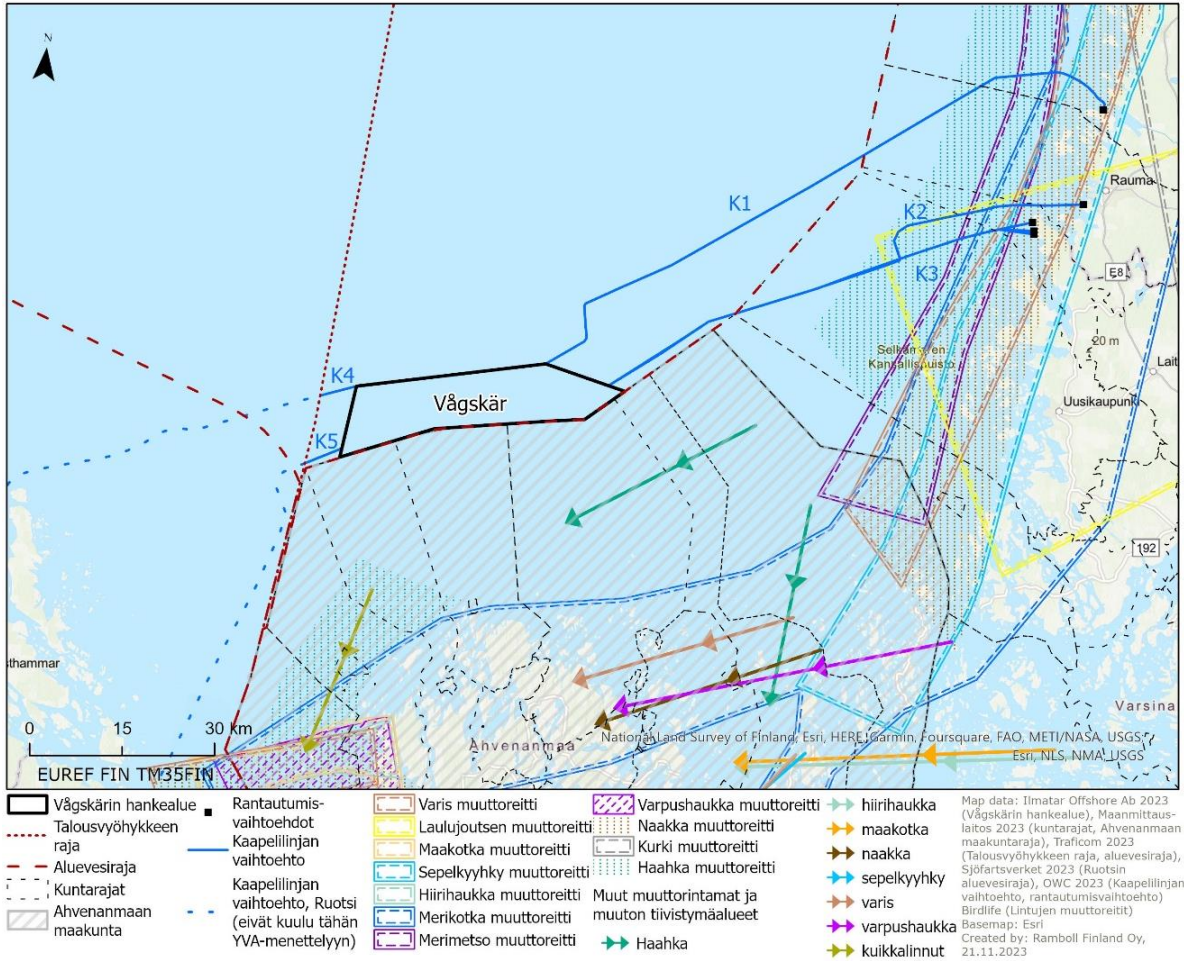 N
K1
K2
K3
K4
K5
Vågskär
Rauma
E8
20 m
Lait
Uusikaupunki
192
Selkämeren
Kansallispuisto
sthammar
Ahvenanmaa
Varsina
0 15 30 km
EUREF FIN TM35FIN
National Land Survey of Finland, Esri, HERE, Garmin, Foursquare, FAO, METI/NASA, USGS,
Esri, NLS, NMA, USGS
Vågskärin hankealue
Talousvyöhykkeen
raja
Aluevesiraja
Kuntarajat
Ahvenanmaan
maakunta
Rantautumis-
vaihtoehdot
Kaapelilinjan
vaihtoehto
Kaapelilinjan
vaihtoehto, Ruotsi
(eivät kuulu tähän
YVA-menettelyyn)
Varis muuttoreitti
Laulujoutsen muuttoreitti
Maakotka muuttoreitti
Sepelkyyhky muuttoreitti
Hiirihaukka muuttoreitti
Merikotka muuttoreitti
Merimetso muuttoreitti
Varpushaukka muuttoreitti
Naakka muuttoreitti
Kurki muuttoreitti
Haahka muuttoreitti
Muut muuttorintamat ja
muuton tiivistymäalueet
Haahka
hiirihaukka
maakotka
naakka
sepelkyyhky
varis
varpushaukka
kuikkalinnut
Map data: Ilmatar Offshore Ab 2023
(Vågskärin hankealue), Maanmittaus-
laitos 2023 (kuntarajat, Ahvenanmaan
maakuntaraja), Traficom 2023
(Talousvyöhykkeen raja, aluevesiraja),
Sjöfartsverket 2023 (Ruotsin
aluevesiraja), OWC 2023 (Kaapelilinjan
vaihtoehto, rantautumisvaihtoehto)
Birdlife (Lintujen muuttoreitit)
Basemap: Esri
Created by: Ramboll Finland Oy,
21.11.2023